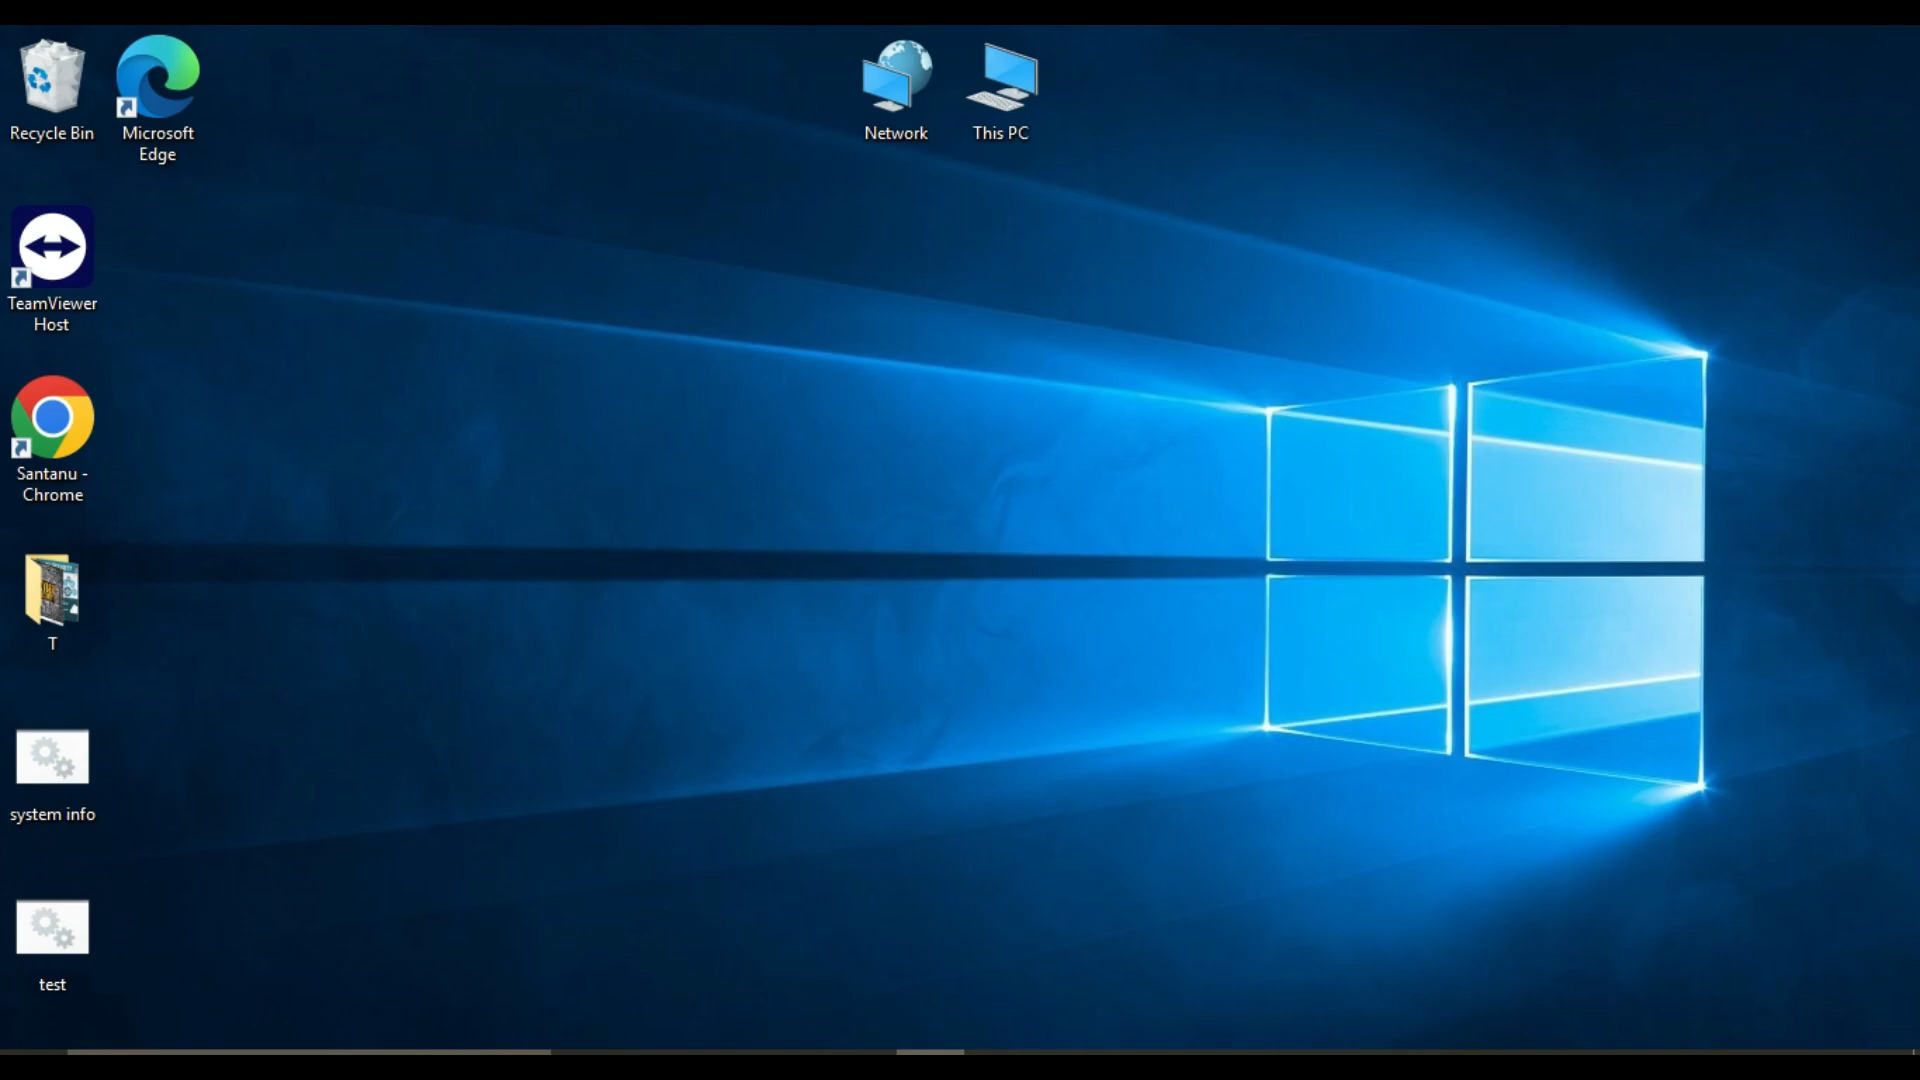 Recycle Bin
Microsoft
Edge
Network
This PC
TeamViewer
Host
Santanu -
Chrome
T
system info
test